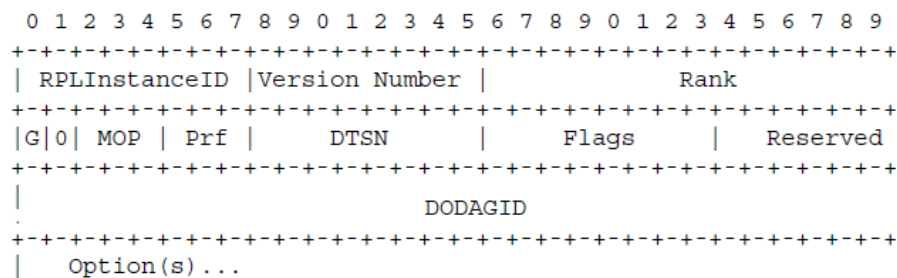 0 1 2 3 4 5 6 7 8 9 0 1 2 3 4 5 6 7 8 9 0 1 2 3 4 5 6 7 8 9
+-+-+-+-+-+-+-+-+-+-+-+-+-+-+-+-+-+-+-+-+-+-+-+-+-+-+-+-+-+-+
| RPLInstanceID |Version Number |             Rank
+-+-+-+-+-+-+-+-+-+-+-+-+-+-+-+-+-+-+-+-+-+-+-+-+-+-+-+-+-+-+
|G|0| MOP | Prf |     DTSN      |     Flags     |   Reserved
+-+-+-+-+-+-+-+-+-+-+-+-+-+-+-+-+-+-+-+-+-+-+-+-+-+-+-+-+-+-+
|
                            DODAGID
.
+-+-+-+-+-+-+-+-+-+-+-+-+-+-+-+-+-+-+-+-+-+-+-+-+-+-+-+-+-+-+
|   Option(s)...